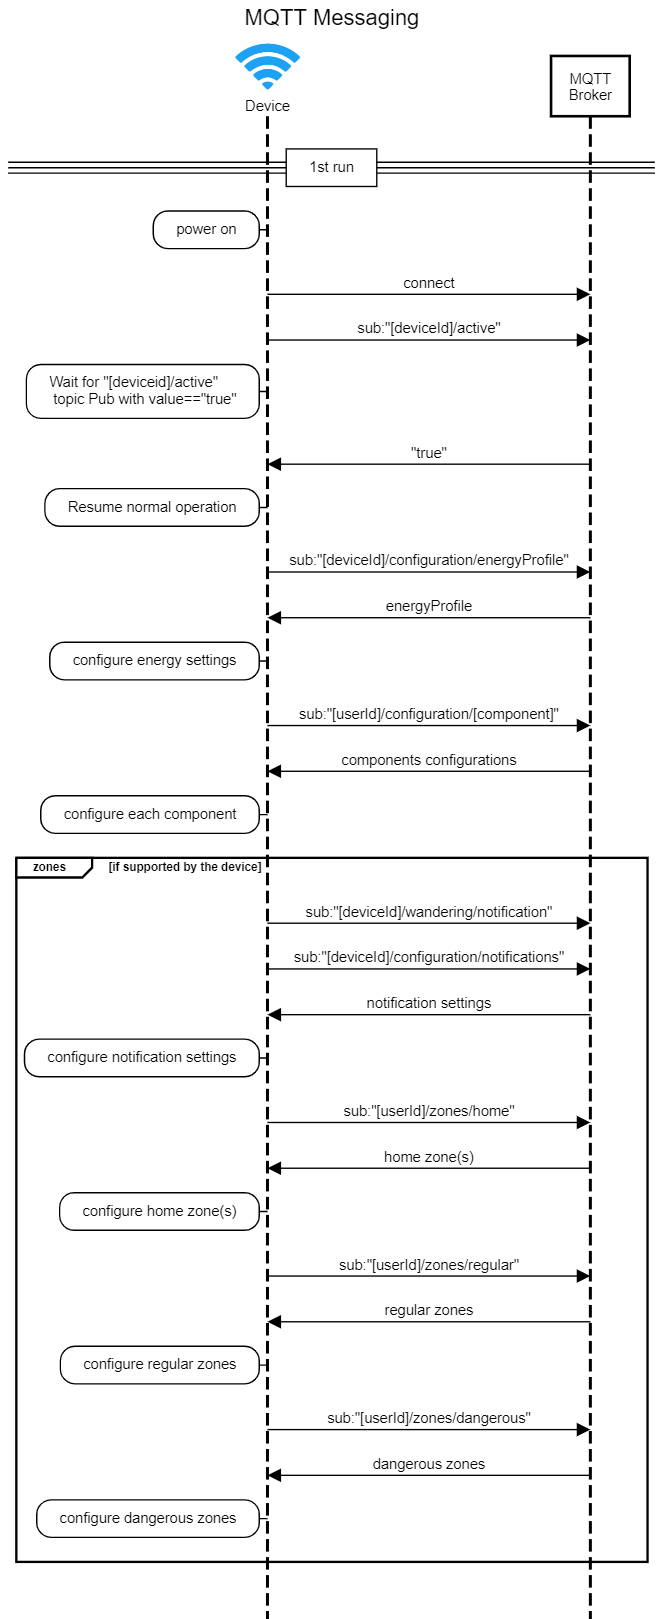 MQTT Messaging
Device
MQTT
Broker
1st run
power on
connect
sub:"[deviceId]/active"
Wait for "[deviceid]/active"
topic Pub with value=="true"
"true"
Resume normal operation
sub:"[deviceId]/configuration/energyProfile"
energyProfile
configure energy settings
sub:"[userId]/configuration/[component]"
components configurations
configure each component
zones
[if supported by the device]
sub:"[deviceId]/wandering/notification"
sub:"[deviceId]/configuration/notifications"
notification settings
configure notification settings
sub:"[userId]/zones/home"
home zone(s)
configure home zone(s)
sub:"[userId]/zones/regular"
regular zones
configure regular zones
sub:"[userId]/zones/dangerous"
dangerous zones
configure dangerous zones